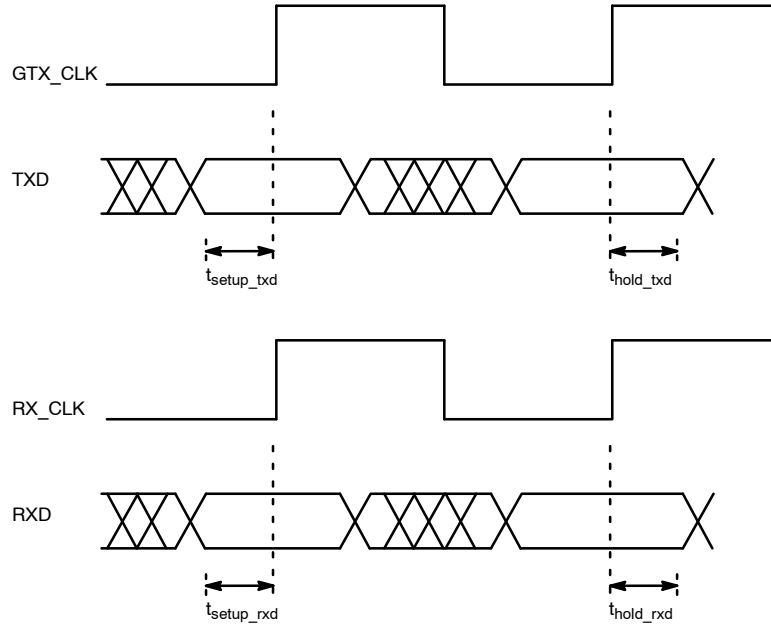 GTX_CLK
TXD
tsetup_txd
thold_txd
RX_CLK
RXD
tsetup_rxd
thold_rxd